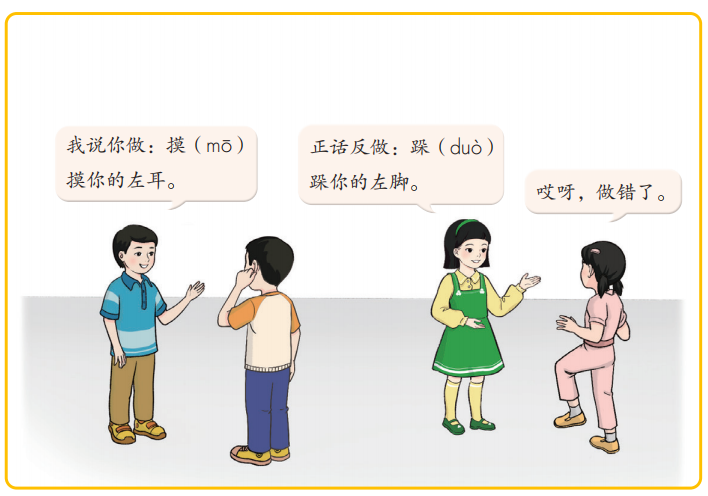 我说你做：摸（mō）
摸你的左耳。
正话反做：跺（duò）
跺你的左脚。
哎呀，做错了。